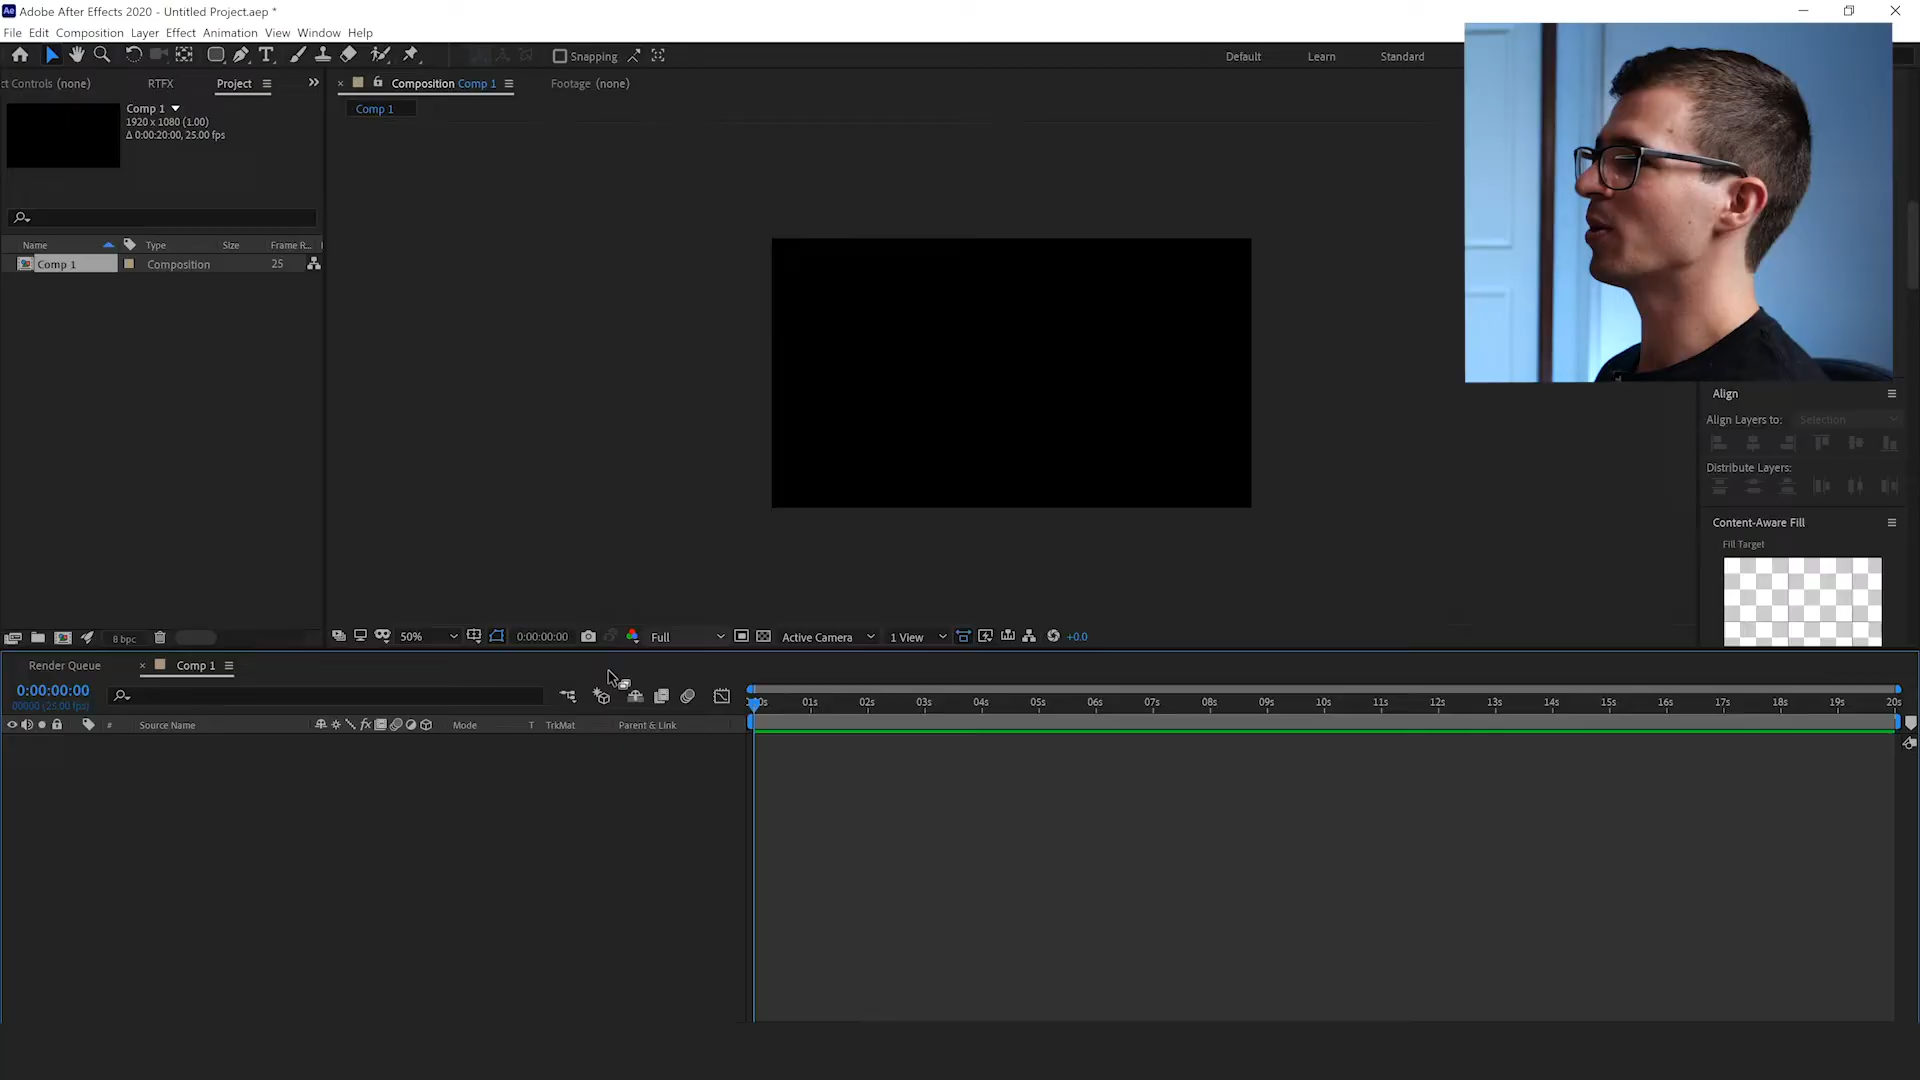 Adobe After Effects 2020 - Untitled Project.aep *
File Edit Composition Layer Effect Animation View Window Help
Snapping
Default Learn Standard
ct Controls (none) RTFX Project
Composition Comp 1 Footage (none)
Comp 1
1920 x 1080 (1.00)
Δ 0:00:20:00, 25.00 fps
Comp 1
Name Type Size Frame R...
Comp 1 Composition 25
Align
Align Layers to: Selection
Distribute Layers:
Content-Aware Fill
Fill Target
8 bpc
50% 0:00:00:00 Full Active Camera 1 View +0.0
Render Queue Comp 1
0:00:00:00
00000 (25.00 fps)
01s 02s 03s 04s 05s 06s 07s 08s 09s 10s 11s 12s 13s 14s 15s 16s 17s 18s 19s 20s
# Source Name Mode T TrkMat Parent & Link